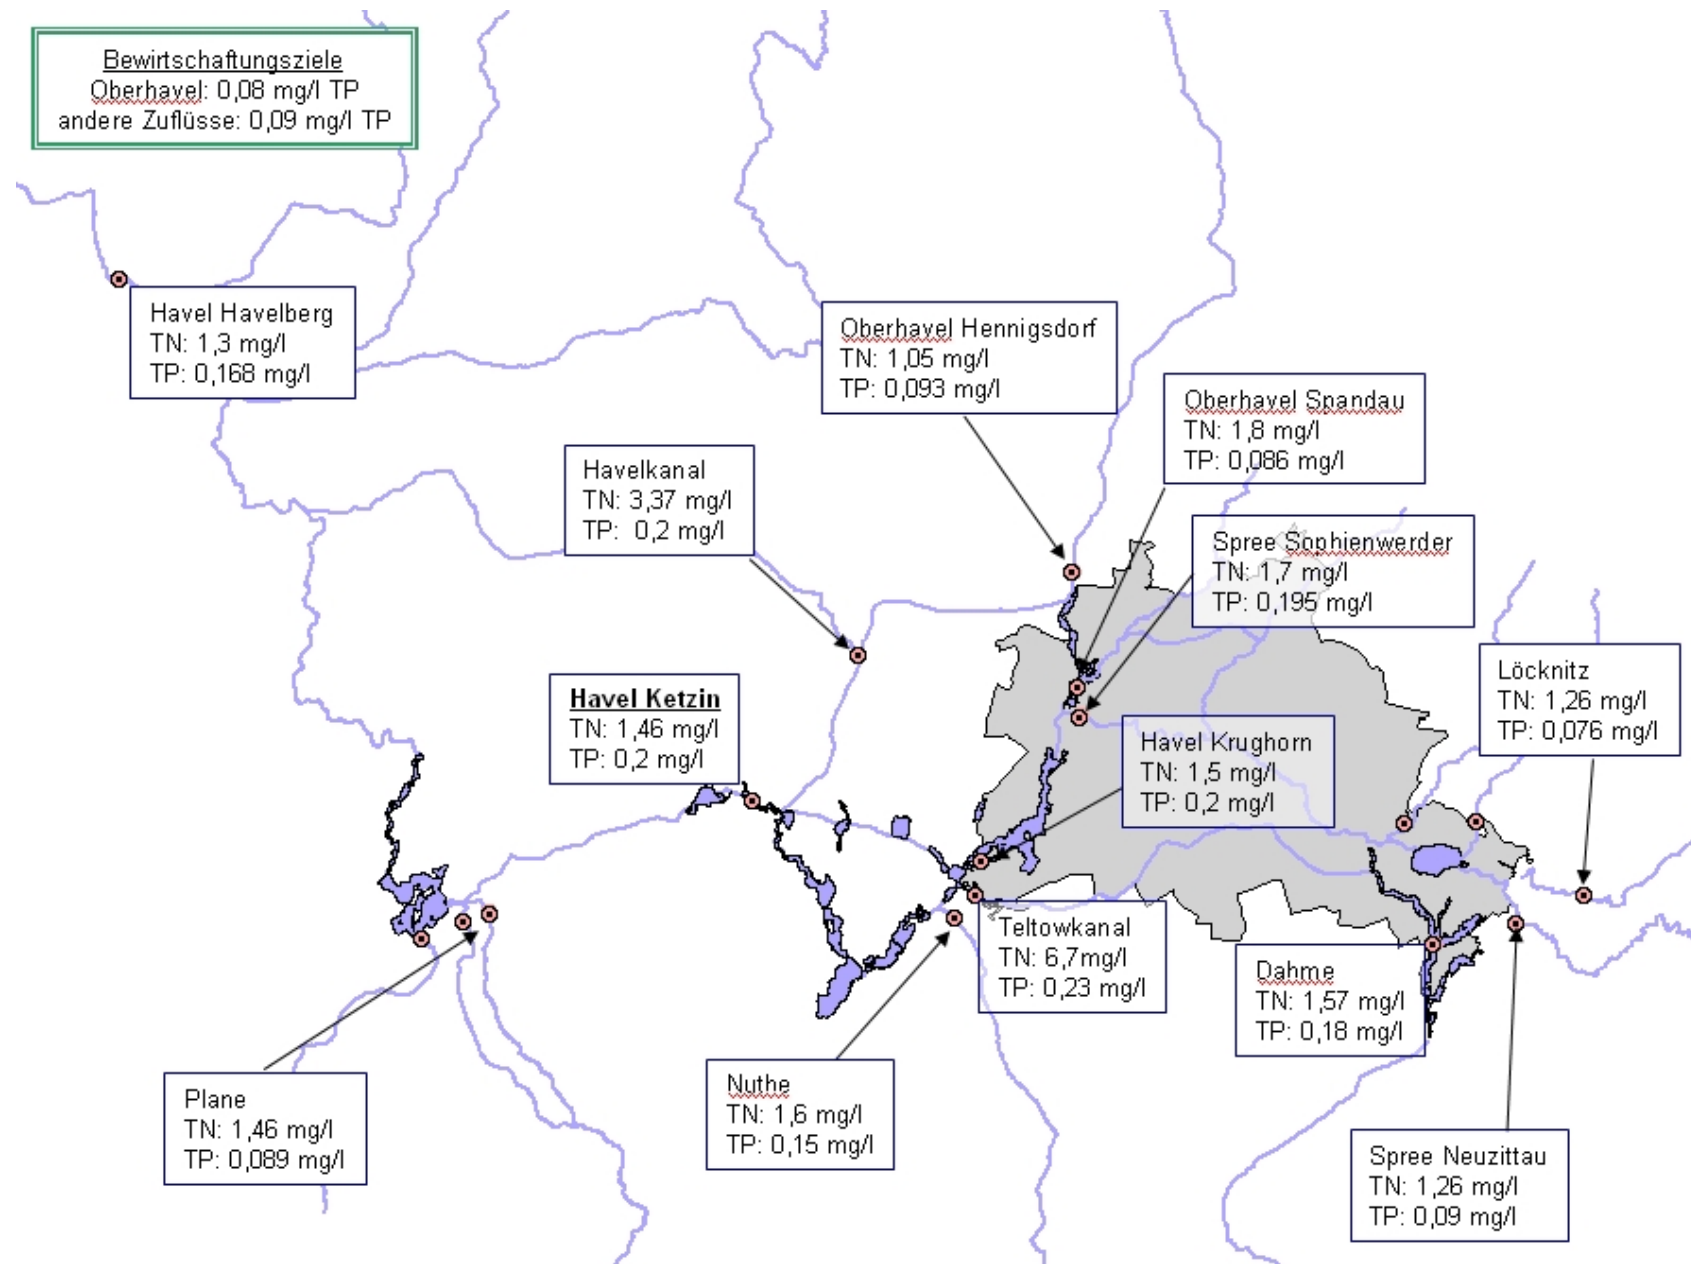 Bewirtschaftungsziele
Oberhavel: 0,08 mg/l TP
andere Zuflüsse: 0,09 mg/l TP
Havel Havelberg
TN: 1,3 mg/l
TP: 0,168 mg/l
Oberhavel Hennigsdorf
TN: 1,05 mg/l
TP: 0,093 mg/l
Oberhavel Spandau
TN: 1,8 mg/l
TP: 0,086 mg/l
Havelkanal
TN: 3,37 mg/l
TP: 0,2 mg/l
Spree Sophienwerder
TN: 1,7 mg/l
TP: 0,195 mg/l
Löcknitz
TN: 1,26 mg/l
TP: 0,076 mg/l
Havel Ketzin
TN: 1,46 mg/l
TP: 0,2 mg/l
Havel Krughorn
TN: 1,5 mg/l
TP: 0,2 mg/l
Teltowkanal
TN: 6,7mg/l
TP: 0,23 mg/l
Dahme
TN: 1,57 mg/l
TP: 0,18 mg/l
Plane
TN: 1,46 mg/l
TP: 0,089 mg/l
Nuthe
TN: 1,6 mg/l
TP: 0,15 mg/l
Spree Neuzittau
TN: 1,26 mg/l
TP: 0,09 mg/l